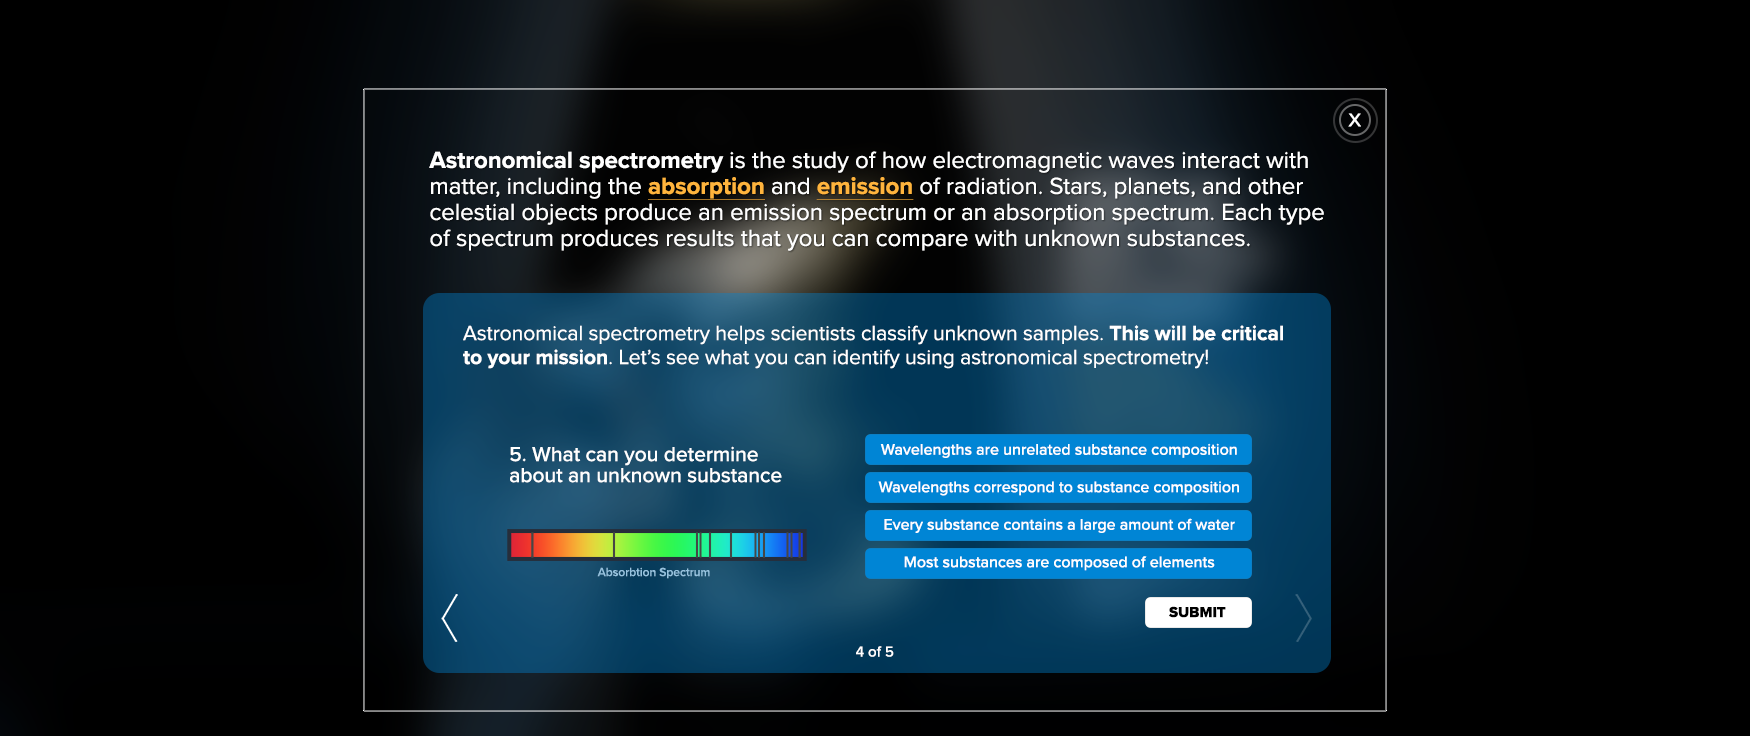 X
Astronomical spectrometry is the study of how electromagnetic waves interact with
matter, including the absorption and emission of radiation. Stars, planets, and other
celestial objects produce an emission spectrum or an absorption spectrum. Each type
of spectrum produces results that you can compare with unknown substances.
Astronomical spectrometry helps scientists classify unknown samples. This will be critical
to your mission. Let’s see what you can identify using astronomical spectrometry!
5. What can you determine
about an unknown substance
Absorbtion Spectrum
Wavelengths are unrelated substance composition
Wavelengths correspond to substance composition
Every substance contains a large amount of water
Most substances are composed of elements
SUBMIT
4 of 5